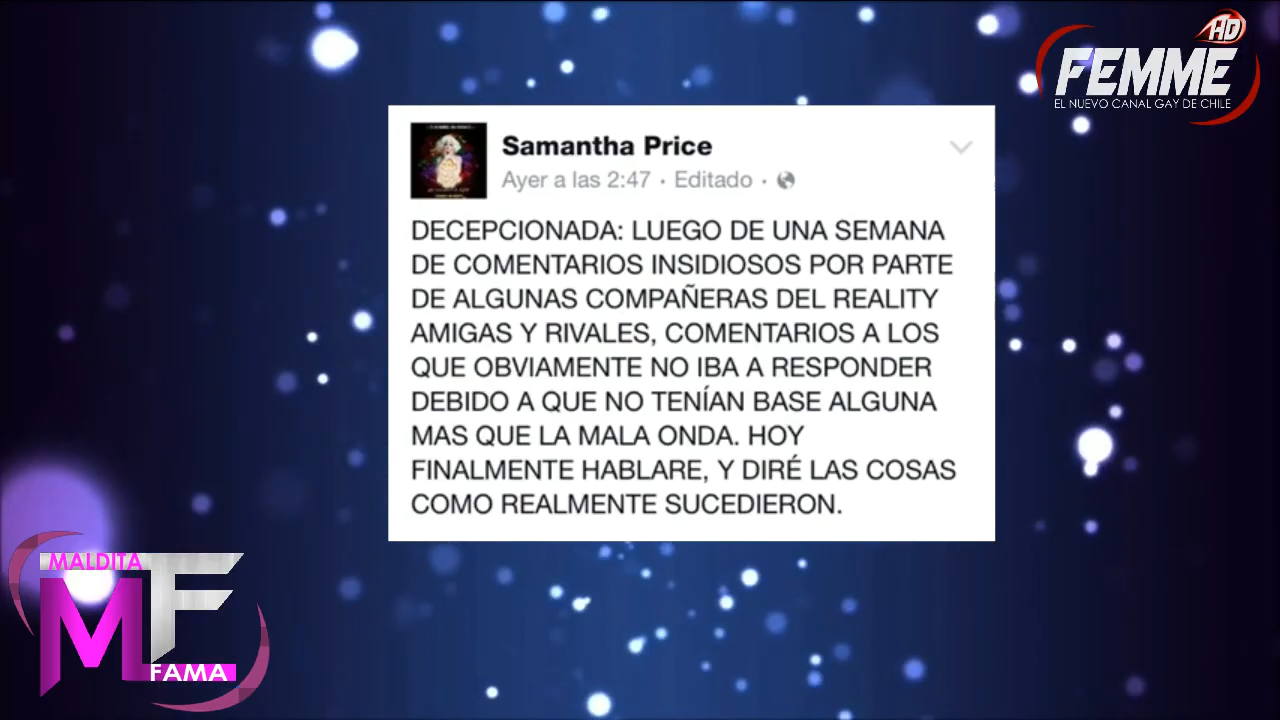 HD
FEMME
EL NUEVO CANAL GAY DE CHILE
Samantha Price
Ayer a las 2:47 · Editado ·
DECEPCIONADA: LUEGO DE UNA SEMANA
DE COMENTARIOS INSIDIOSOS POR PARTE
DE ALGUNAS COMPAÑERAS DEL REALITY
AMIGAS Y RIVALES, COMENTARIOS A LOS
QUE OBVIAMENTE NO IBA A RESPONDER
DEBIDO A QUE NO TENÍAN BASE ALGUNA
MAS QUE LA MALA ONDA. HOY
FINALMENTE HABLARE, Y DIRÉ LAS COSAS
COMO REALMENTE SUCEDIERON.
MALDITA
MF
FAMA